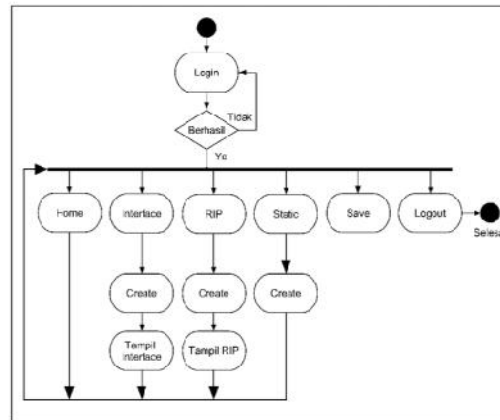 Login
Tidak
Berhasil
Ya
Home
Interface
RIP
Static
Save
Logout
Selesai
Create
Create
Create
Tampil
Interface
Tampil RIP